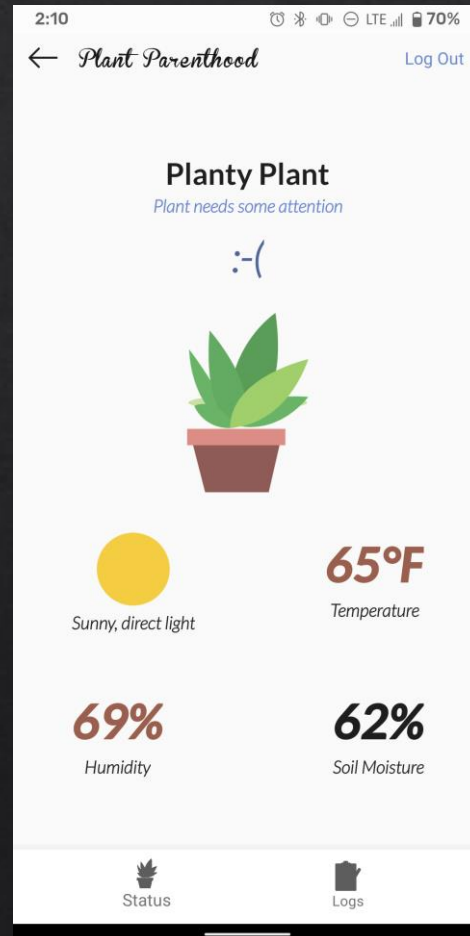 2:10 LTE 70%
Plant Parenthood Log Out
Planty Plant
Plant needs some attention
:-(
Sunny, direct light
65°F
Temperature
69%
Humidity
62%
Soil Moisture
Status
Logs